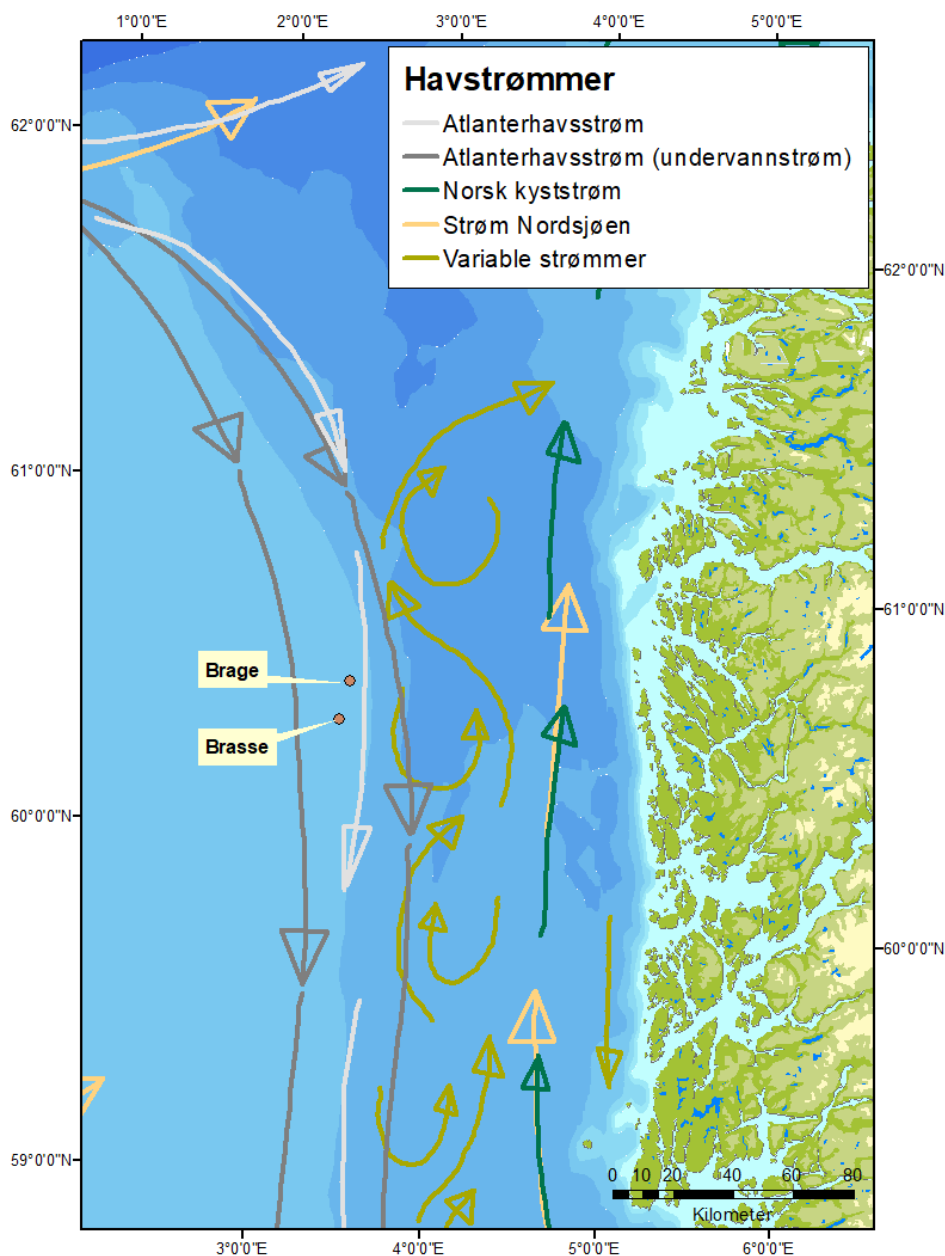 1°0'0"E 2°0'0"E 3°0'0"E 4°0'0"E 5°0'0"E
Havstrømmer
Atlanterhavsstrøm
Atlanterhavsstrøm (undervannstrøm)
Norsk kyststrøm
Strøm Nordsjøen
Variable strømmer
62°0'0"N
62°0'0"N
61°0'0"N
61°0'0"N
Brage
Brasse
60°0'0"N
60°0'0"N
59°0'0"N
0 10 20 40 60 80
Kilometer
3°0'0"E 4°0'0"E 5°0'0"E 6°0'0"E